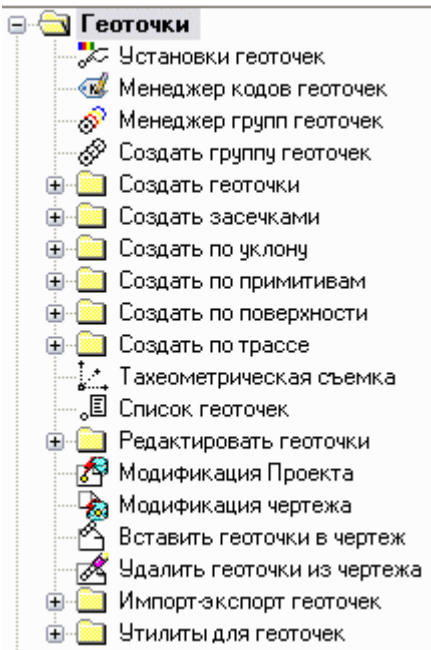 Геоточки
Установки геоточек
Менеджер кодов геоточек
Менеджер групп геоточек
Создать группу геоточек
Создать геоточки
Создать засечками
Создать по уклону
Создать по примитивам
Создать по поверхности
Создать по трассе
Тахеометрическая съемка
Список геоточек
Редактировать геоточки
Модификация Проекта
Модификация чертежа
Вставить геоточки в чертеж
Удалить геоточки из чертежа
Импорт-экспорт геоточек
Утилиты для геоточек